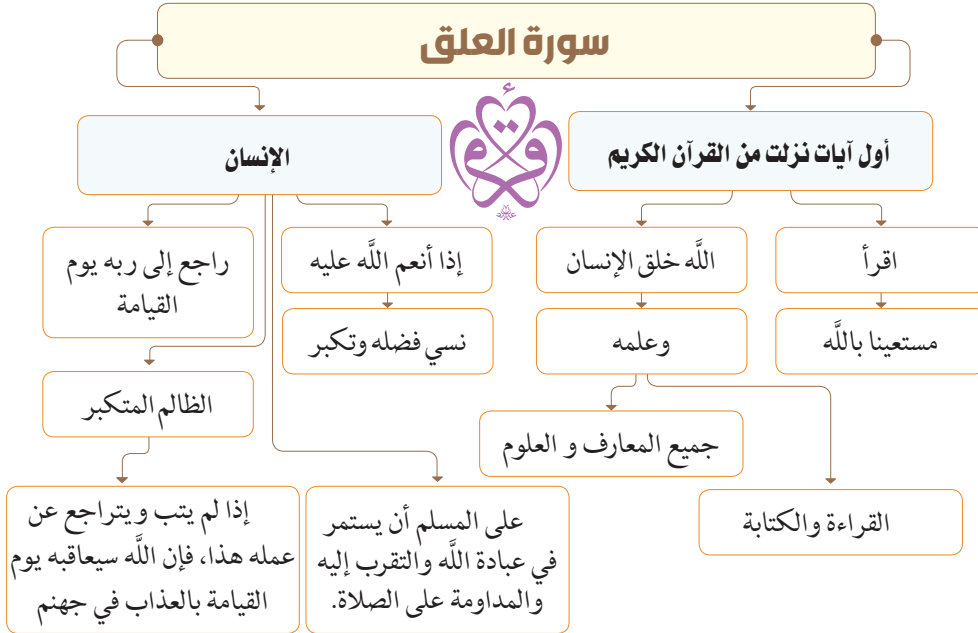 سورة العلق
أول آيات نزلت من القرآن الكريم
اقرأ
مستعينا باللَّه
اللَّه خلق الإنسان
وعلمه
القراءة والكتابة
جميع المعارف و العلوم
الإنسان
إذا أنعم اللَّه عليه
نسي فضله وتكبر
راجع إلى ربه يوم
القيامة
الظالم المتكبر
إذا لم يتب ويتراجع عن
عمله هذا، فإن اللَّه سيعاقبه يوم
القيامة بالعذاب في جهنم
على المسلم أن يستمر
في عبادة اللَّه والتقرب إليه
والمداومة على الصلاة.